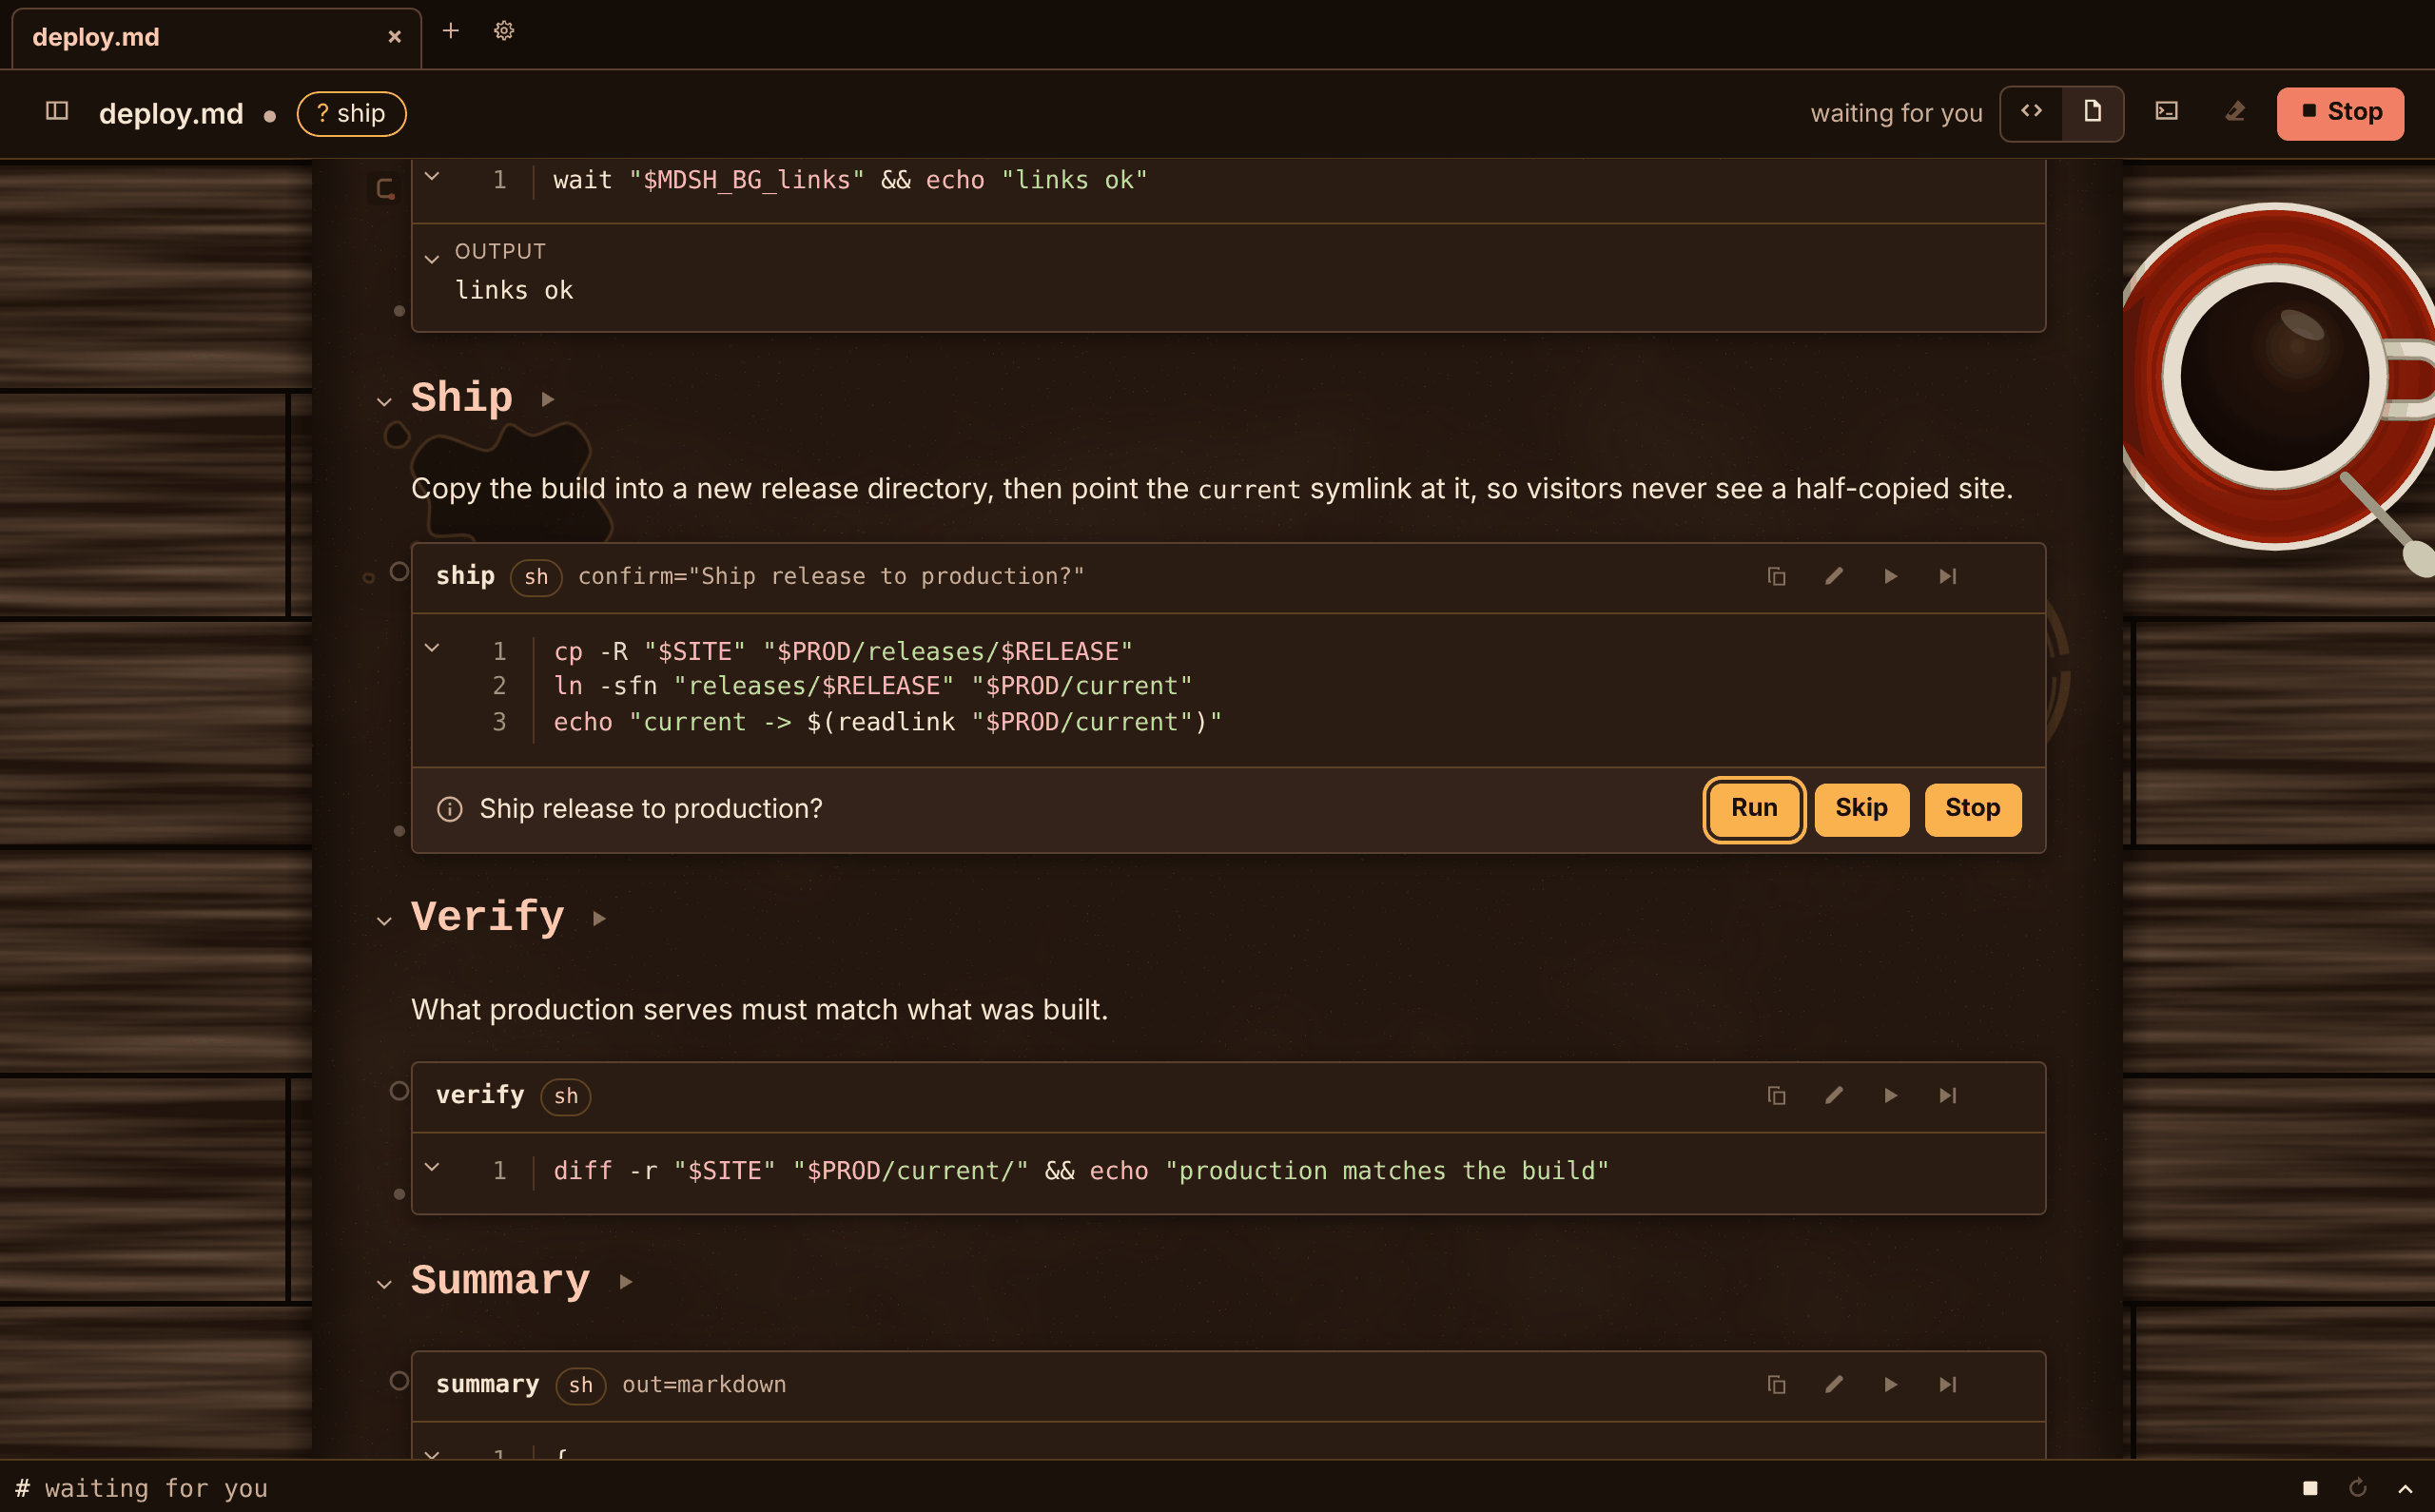 deploy.md
deploy.md
? ship
waiting for you
Stop
1 wait "$MDSH_BG_links" && echo "links ok"
OUTPUT
links ok
Ship
Copy the build into a new release directory, then point the current symlink at it, so visitors never see a half-copied site.
ship sh confirm="Ship release to production?"
1 cp -R "$SITE" "$PROD/releases/$RELEASE"
2 ln -sfn "releases/$RELEASE" "$PROD/current"
3 echo "current -> $(readlink "$PROD/current")"
Ship release to production?
Run
Skip
Stop
Verify
What production serves must match what was built.
verify sh
1 diff -r "$SITE" "$PROD/current/" && echo "production matches the build"
Summary
summary sh out=markdown
1 {
# waiting for you